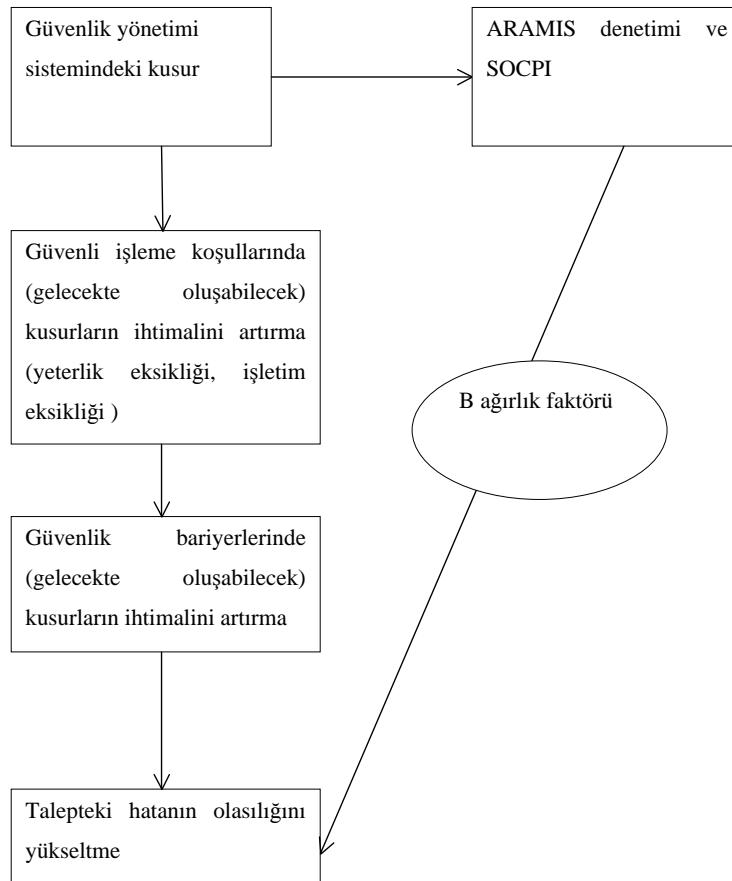 Güvenlik yönetimi
sistemindeki kusur
ARAMIS denetimi ve
SOCPI
Güvenli işleme koşullarında
(gelecekte oluşabilecek)
kusurların ihtimalini artırma
(yeterlik eksikliği, işletim
eksikliği )
B ağırlık faktörü
Güvenlik bariyerlerinde
(gelecekte oluşabilecek)
kusurların ihtimalini artırma
Talepteki hatanın olasılığını
yükseltme